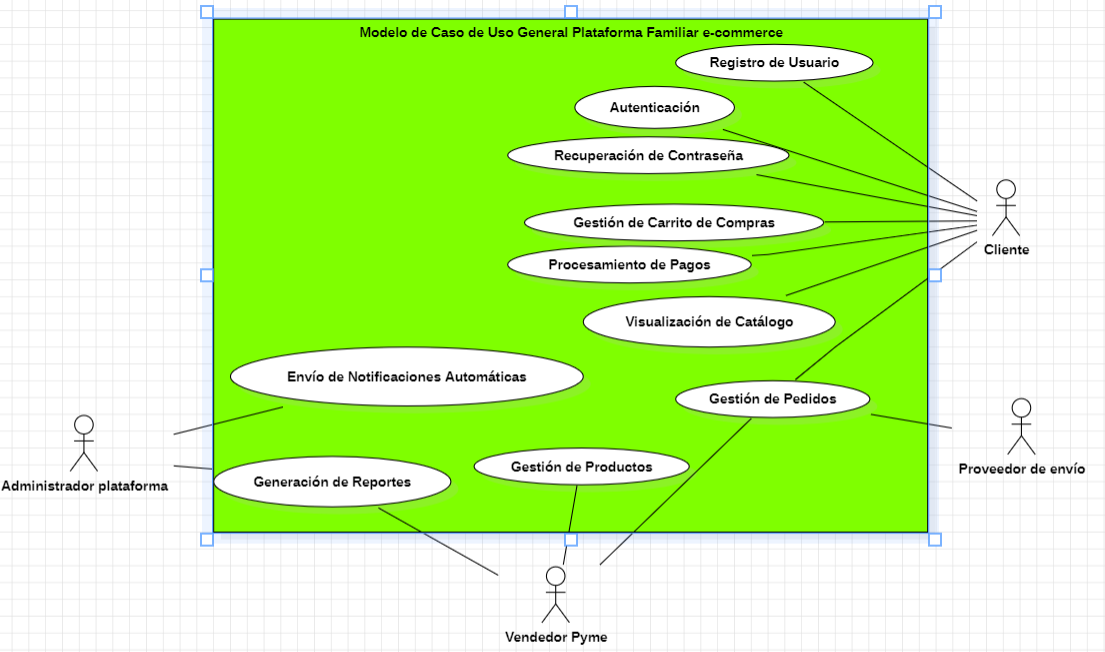 Modelo de Caso de Uso General Plataforma Familiar e-commerce
Registro de Usuario
Autenticación
Recuperación de Contraseña
Gestión de Carrito de Compras
Cliente
Procesamiento de Pagos
Visualización de Catálogo
Envío de Notificaciones Automáticas
Gestión de Pedidos
Gestión de Productos
Proveedor de envío
Generación de Reportes
Administrador plataforma
Vendedor Pyme